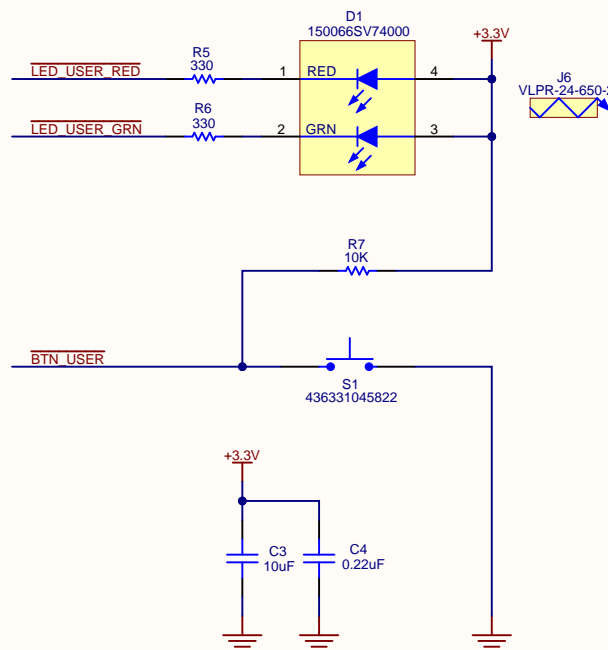 D1
150066SV74000
+3.3V
R5
330
J6
VLPR-24-650-2
LED_USER_RED
1
RED
4
R6
330
LED_USER_GRN
2
GRN
3
R7
10K
BTN_USER
S1
436331045822
+3.3V
C3
10uF
C4
0.22uF